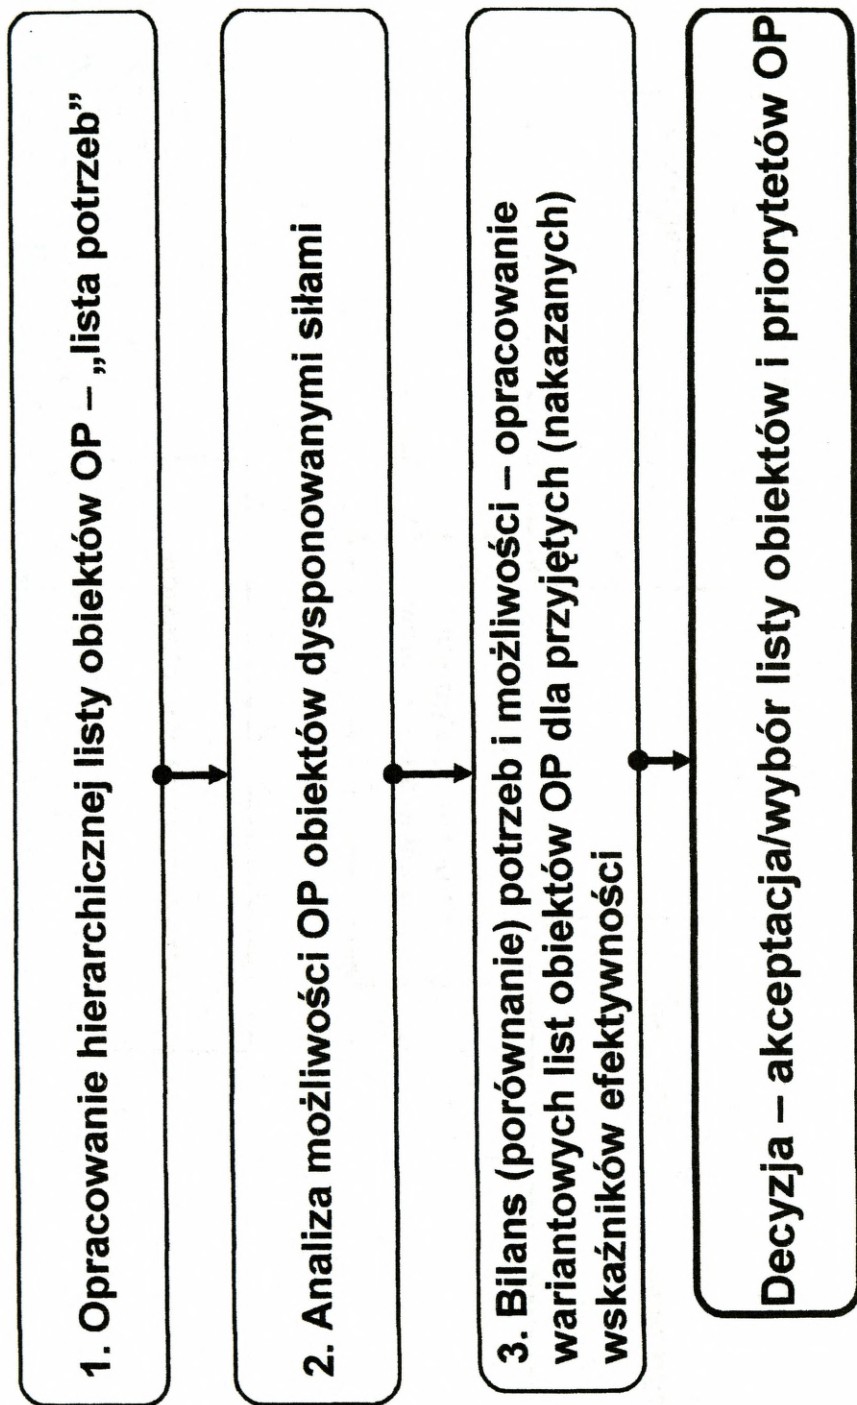 1. Opracowanie hierarchicznej listy obiektów OP – „lista potrzeb”
2. Analiza możliwości OP obiektów dysponowanymi siłami
3. Bilans (porównanie) potrzeb i możliwości – opracowanie
wariantowych list obiektów OP dla przyjętych (nakazanych)
wskaźników efektywności
Decyzja – akceptacja/wybór listy obiektów i priorytetów OP